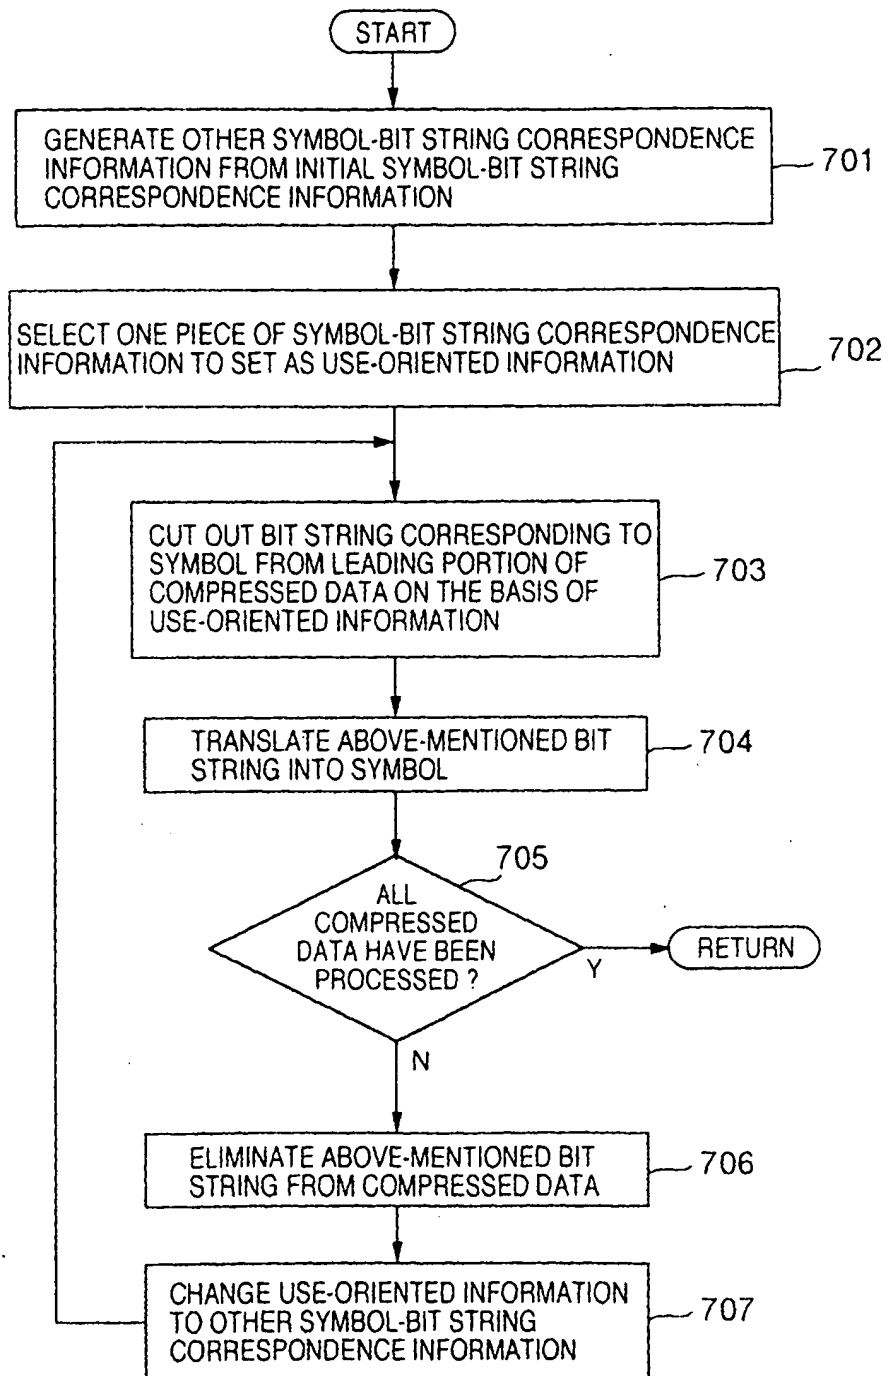 START
GENERATE OTHER SYMBOL-BIT STRING CORRESPONDENCE
INFORMATION FROM INITIAL SYMBOL-BIT STRING
CORRESPONDENCE INFORMATION
701
SELECT ONE PIECE OF SYMBOL-BIT STRING CORRESPONDENCE
INFORMATION TO SET AS USE-ORIENTED INFORMATION
702
CUT OUT BIT STRING CORRESPONDING TO
SYMBOL FROM LEADING PORTION OF
COMPRESSED DATA ON THE BASIS OF
USE-ORIENTED INFORMATION
703
TRANSLATE ABOVE-MENTIONED BIT
STRING INTO SYMBOL
704
705
ALL
COMPRESSED
DATA HAVE BEEN
PROCESSED ?
Y
RETURN
N
ELIMINATE ABOVE-MENTIONED BIT
STRING FROM COMPRESSED DATA
706
CHANGE USE-ORIENTED INFORMATION
TO OTHER SYMBOL-BIT STRING
CORRESPONDENCE INFORMATION
707